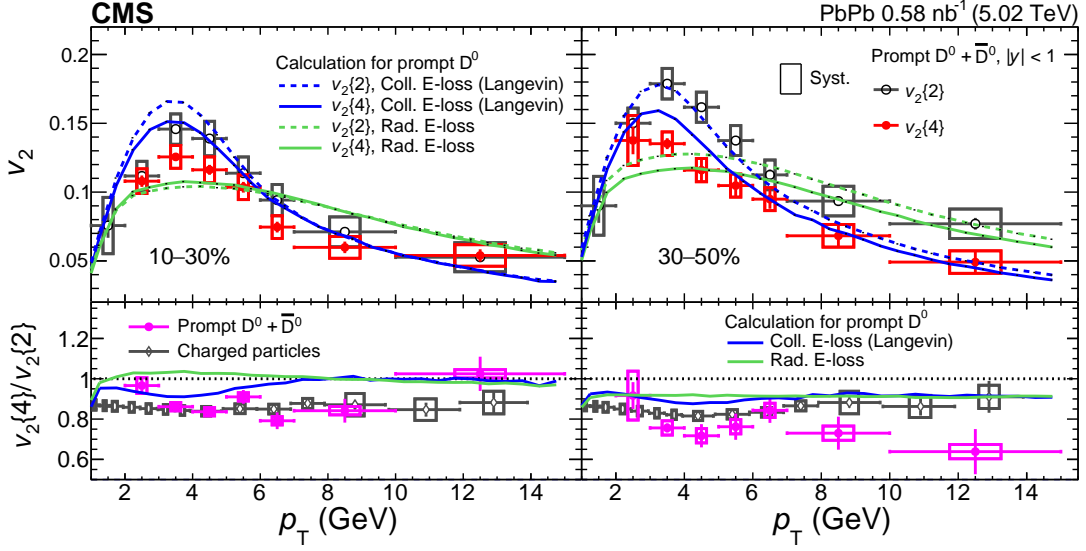 CMS
PbPb 0.58 nb⁻¹ (5.02 TeV)
Calculation for prompt D⁰
v₂{2}, Coll. E-loss (Langevin)
v₂{4}, Coll. E-loss (Langevin)
v₂{2}, Rad. E-loss
v₂{4}, Rad. E-loss
Syst.
Prompt D⁰ + D̅⁰, |y| < 1
v₂{2}
v₂{4}
v₂
0.2
0.15
0.1
0.05
10–30%
30–50%
Prompt D⁰ + D̅⁰
Charged particles
Calculation for prompt D⁰
Coll. E-loss (Langevin)
Rad. E-loss
v₂{4}/v₂{2}
1.2
1
0.8
0.6
2 4 6 8 10 12 14
2 4 6 8 10 12 14
p_T (GeV)
p_T (GeV)